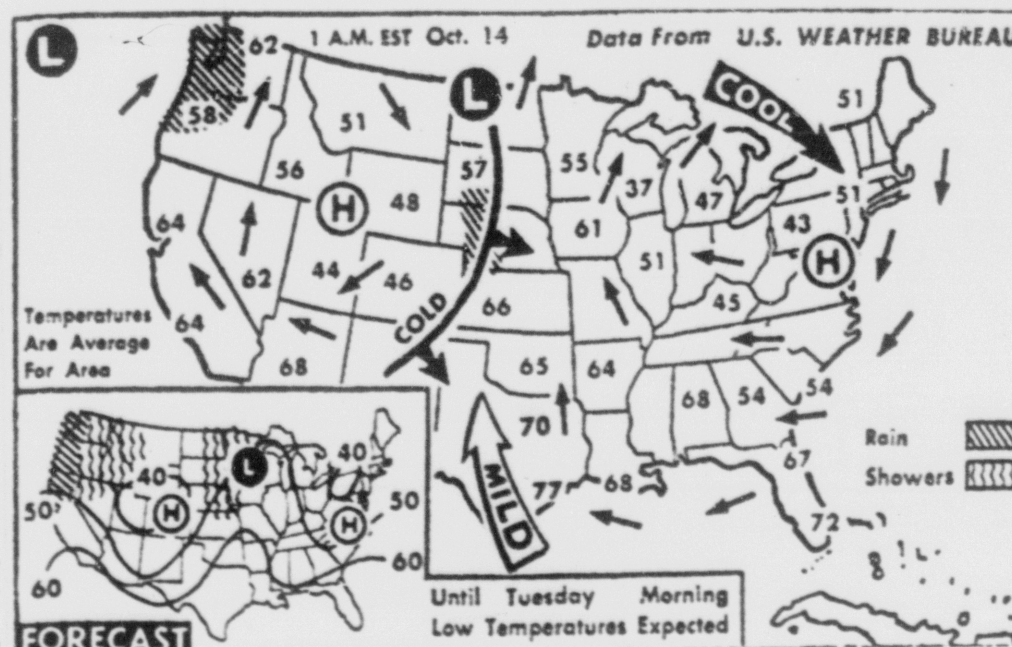 L
1 A.M. EST Oct. 14
Data From U.S. WEATHER BUREAU
62
58
51
L
COOL
51
56
57
55
37
47
51
H
48
64
61
43
44
46
51
H
62
45
66
COLD
64
68
65
64
68
54
54
70
67
77
68
72
MILD
68
Temperatures
Are Average
For Area
Rain
Showers
40
L
40
50
H
H
50
60
60
FORECAST
Until Tuesday Morning
Low Temperatures Expected